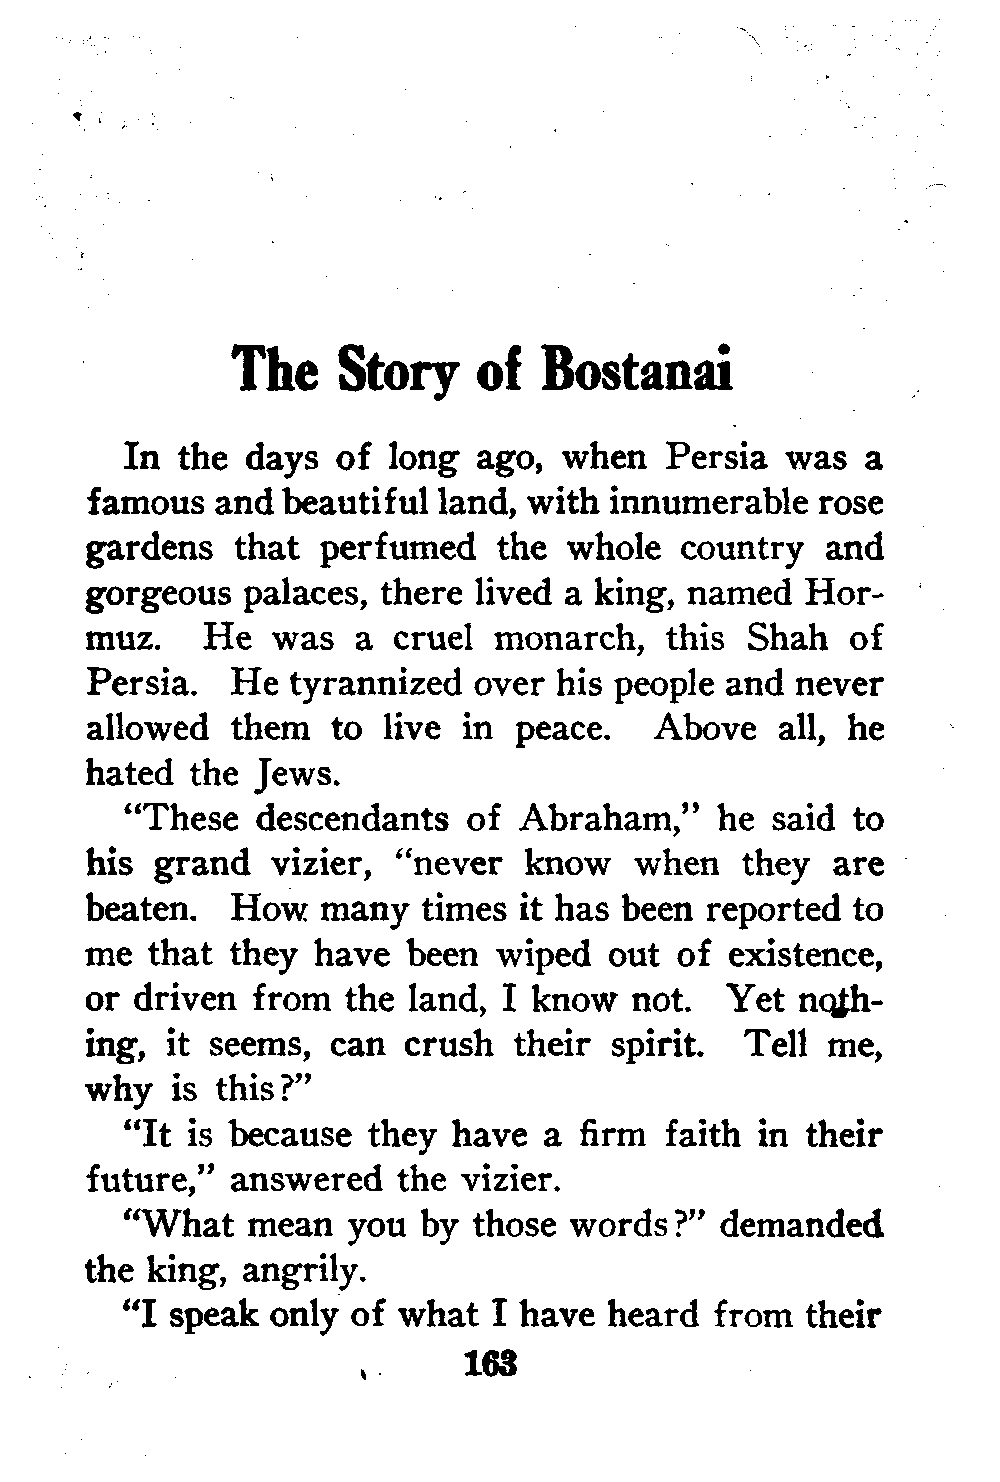 The Story of Bostanai
In the days of long ago, when Persia was a
famous and beautiful land, with innumerable rose
gardens that perfumed the whole country and
gorgeous palaces, there lived a king, named Hor-
muz. He was a cruel monarch, this Shah of
Persia. He tyrannized over his people and never
allowed them to live in peace. Above all, he
hated the Jews.
“These descendants of Abraham,” he said to
his grand vizier, “never know when they are
beaten. How many times it has been reported to
me that they have been wiped out of existence,
or driven from the land, I know not. Yet noth-
ing, it seems, can crush their spirit. Tell me,
why is this?”
“It is because they have a firm faith in their
future,” answered the vizier.
“What mean you by those words?” demanded
the king, angrily.
“I speak only of what I have heard from their
163